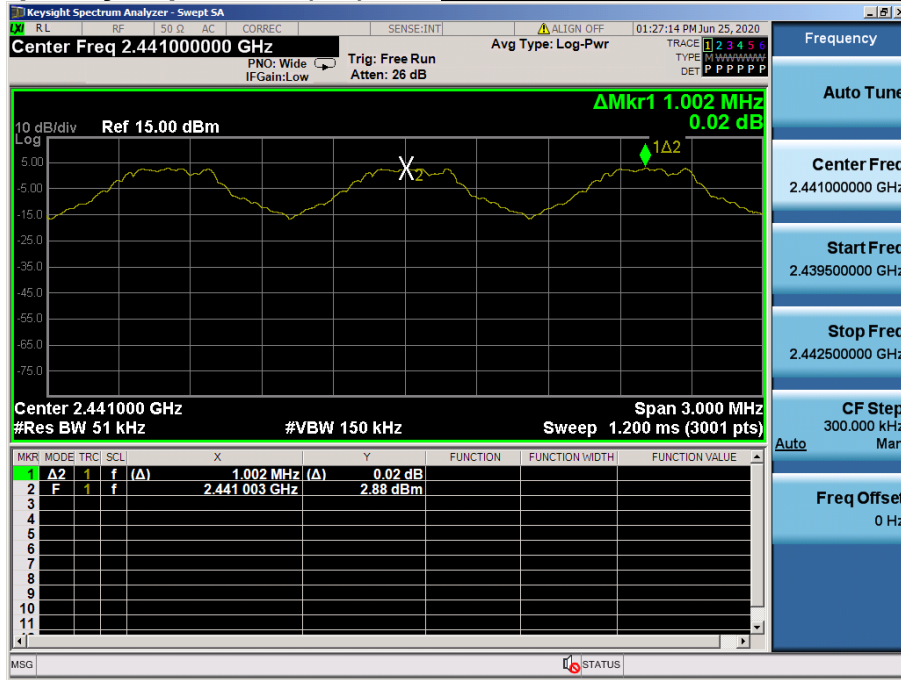 Keysight Spectrum Analyzer - Swept SA
LXI RL RF 50 Ω AC CORREC SENSE:INT ALIGN OFF 01:27:14 PM Jun 25, 2020
Center Freq 2.441000000 GHz
Avg Type: Log-Pwr
TRACE 1 2 3 4 5 6
PNO: Wide
Trig: Free Run
TYPE M WWWWW
IFGain:Low
Atten: 26 dB
DET P P P P P P
ΔMkr1 1.002 MHz
0.02 dB
10 dB/div Ref 15.00 dBm
Log
1Δ2
5.00
X2
-5.00
-15.0
-25.0
-35.0
-45.0
-55.0
-65.0
-75.0
Center 2.441000 GHz
Span 3.000 MHz
#Res BW 51 kHz #VBW 150 kHz Sweep 1.200 ms (3001 pts)
MKR MODE TRC SCL X Y FUNCTION FUNCTION WIDTH FUNCTION VALUE
1 Δ2 1 f (Δ) 1.002 MHz (Δ) 0.02 dB
2 F 1 f 2.441 003 GHz 2.88 dBm
3
4
5
6
7
8
9
10
11
MSG
STATUS
Frequency
Auto Tune
Center Freq
2.441000000 GHz
Start Freq
2.439500000 GHz
Stop Freq
2.442500000 GHz
CF Step
300.000 kHz
Auto Man
Freq Offset
0 Hz